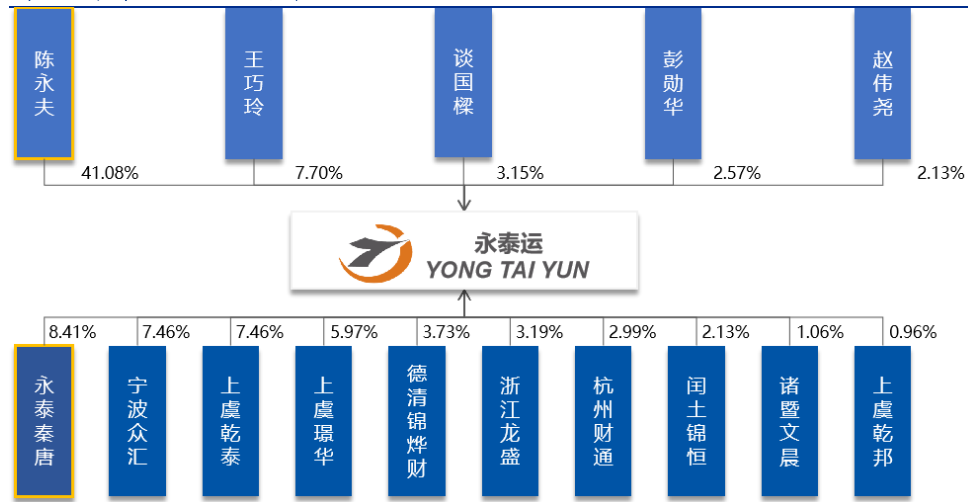 陈永夫
王巧玲
谈国樑
彭勋华
赵伟尧
41.08%
7.70%
3.15%
2.57%
2.13%
永泰运
YONG TAI YUN
8.41%
7.46%
7.46%
5.97%
3.73%
3.19%
2.99%
2.13%
1.06%
0.96%
永泰秦唐
宁波众汇
上虞乾泰
上虞璟华
德清锦烨财
浙江龙盛
杭州财通
闰土锦恒
诸暨文晨
上虞乾邦